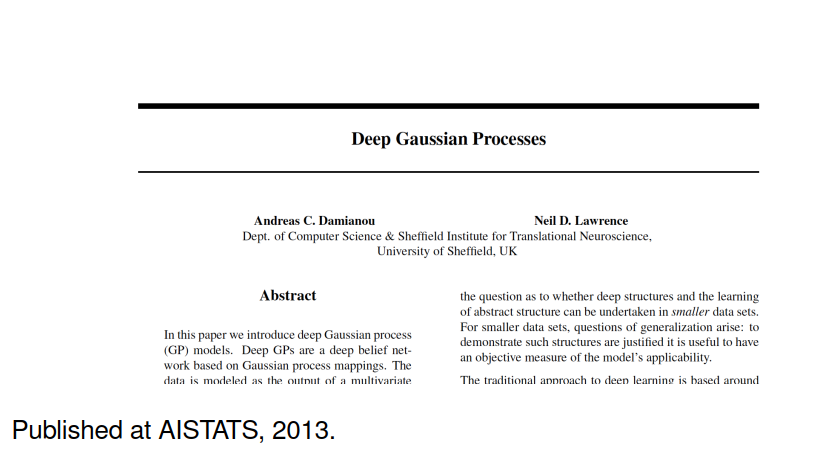 Deep Gaussian Processes
Andreas C. Damianou
Neil D. Lawrence
Dept. of Computer Science & Sheffield Institute for Translational Neuroscience,
University of Sheffield, UK
Abstract
In this paper we introduce deep Gaussian process
(GP) models. Deep GPs are a deep belief net-
work based on Gaussian process mappings. The
data is modeled as the output of a multivariate
the question as to whether deep structures and the learning
of abstract structure can be undertaken in smaller data sets.
For smaller data sets, questions of generalization arise: to
demonstrate such structures are justified it is useful to have
an objective measure of the model's applicability.
The traditional approach to deep learning is based around
Published at AISTATS, 2013.